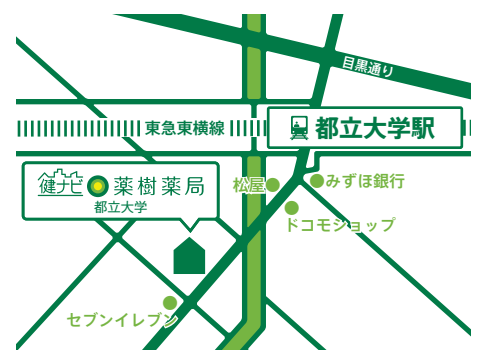 目黒通り
東急東横線
都立大学駅
健ナビ 薬樹薬局
都立大学
松屋
みずほ銀行
ドコモショップ
セブンイレブン